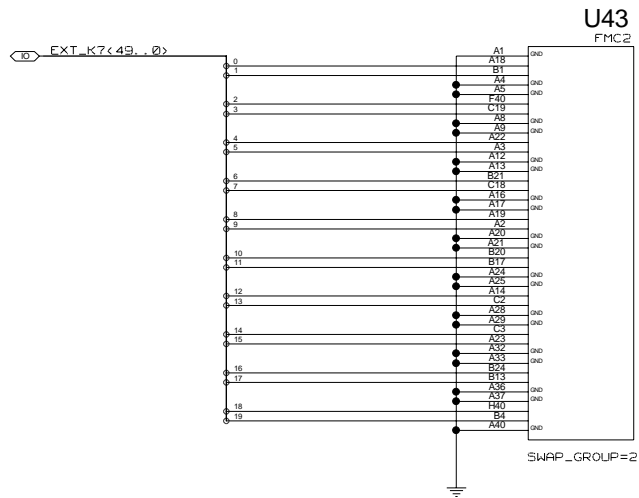 U43
FMC2
IO EXT_K7<49..0>
A1 GND
0 A18
1 B1
A4 GND
A5 GND
2 F40
3 C19
A8 GND
A9 GND
4 A22
5 A3
A12 GND
A13 GND
6 B21
7 C18
A16 GND
A17 GND
8 A19
9 A2
A20 GND
A21 GND
10 B20
11 B17
A24 GND
A25 GND
12 A14
13 C2
A28 GND
A29 GND
14 C3
15 A23
A32 GND
A33 GND
16 B24
17 B13
A36 GND
A37 GND
18 H40
19 B4
A40 GND
SWAP_GROUP=2